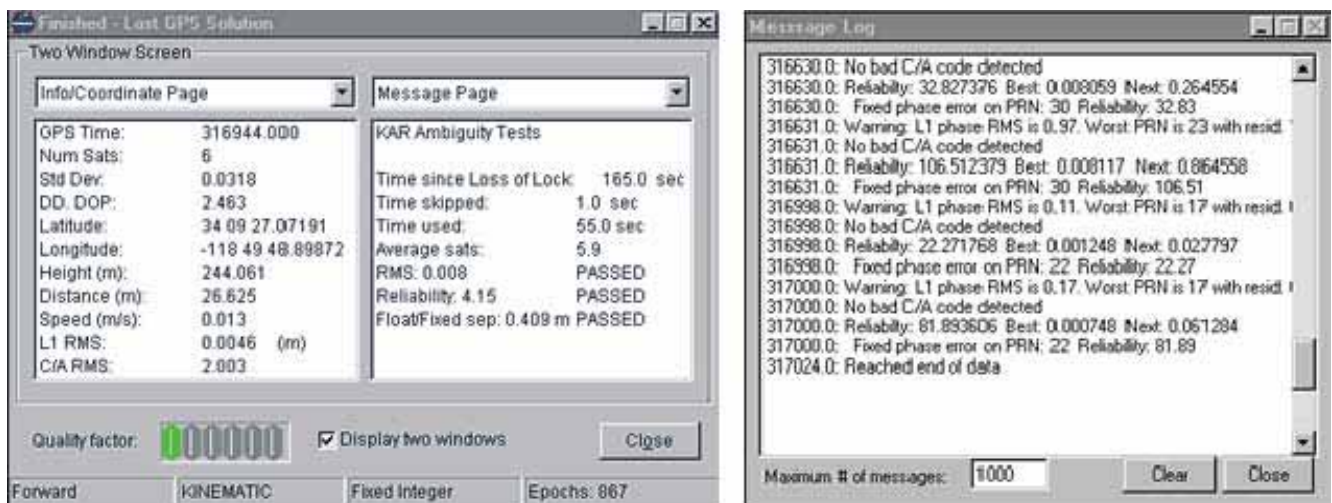 Finished - Last GPS Solution
Two Window Screen
Info/Coordinate Page
GPS Time: 316944.000
Num Sats: 6
Std Dev: 0.0318
DD. DOP: 2.463
Latitude: 34 09 27.07191
Longitude: -118 49 48.89872
Height (m): 244.061
Distance (m): 26.625
Speed (m/s): 0.013
L1 RMS: 0.0046 (m)
C/A RMS: 2.003
Message Page
KAR Ambiguity Tests
Time since Loss of Lock: 165.0 sec
Time skipped: 1.0 sec
Time used: 55.0 sec
Average sats: 5.9
RMS: 0.008 PASSED
Reliability: 4.15 PASSED
Float/Fixed sep: 0.409 m PASSED
Quality factor: Display two windows Close
Forward KINEMATIC Fixed Integer Epochs: 867
Messsage Log
316630.0: No bad C/A code detected
316630.0: Reliabilty: 32.827376 Best: 0.008059 Next: 0.264554
316630.0: Fixed phase error on PRN: 30 Reliability: 32.83
316631.0: Warning: L1 phase RMS is 0.97. Worst PRN is 23 with resid.
316631.0: No bad C/A code detected
316631.0: Reliabilty: 106.512379 Best: 0.008117 Next: 0.864558
316631.0: Fixed phase error on PRN: 30 Reliability: 106.51
316998.0: Warning: L1 phase RMS is 0.11. Worst PRN is 17 with resid.
316998.0: No bad C/A code detected
316998.0: Reliabilty: 22.271768 Best: 0.001248 Next: 0.027797
316998.0: Fixed phase error on PRN: 22 Reliability: 22.27
317000.0: Warning: L1 phase RMS is 0.17. Worst PRN is 17 with resid.
317000.0: No bad C/A code detected
317000.0: Reliabilty: 81.893606 Best: 0.000748 Next: 0.061284
317000.0: Fixed phase error on PRN: 22 Reliability: 81.89
317024.0: Reached end of data
Maximum # of messages: 1000 Clear Close